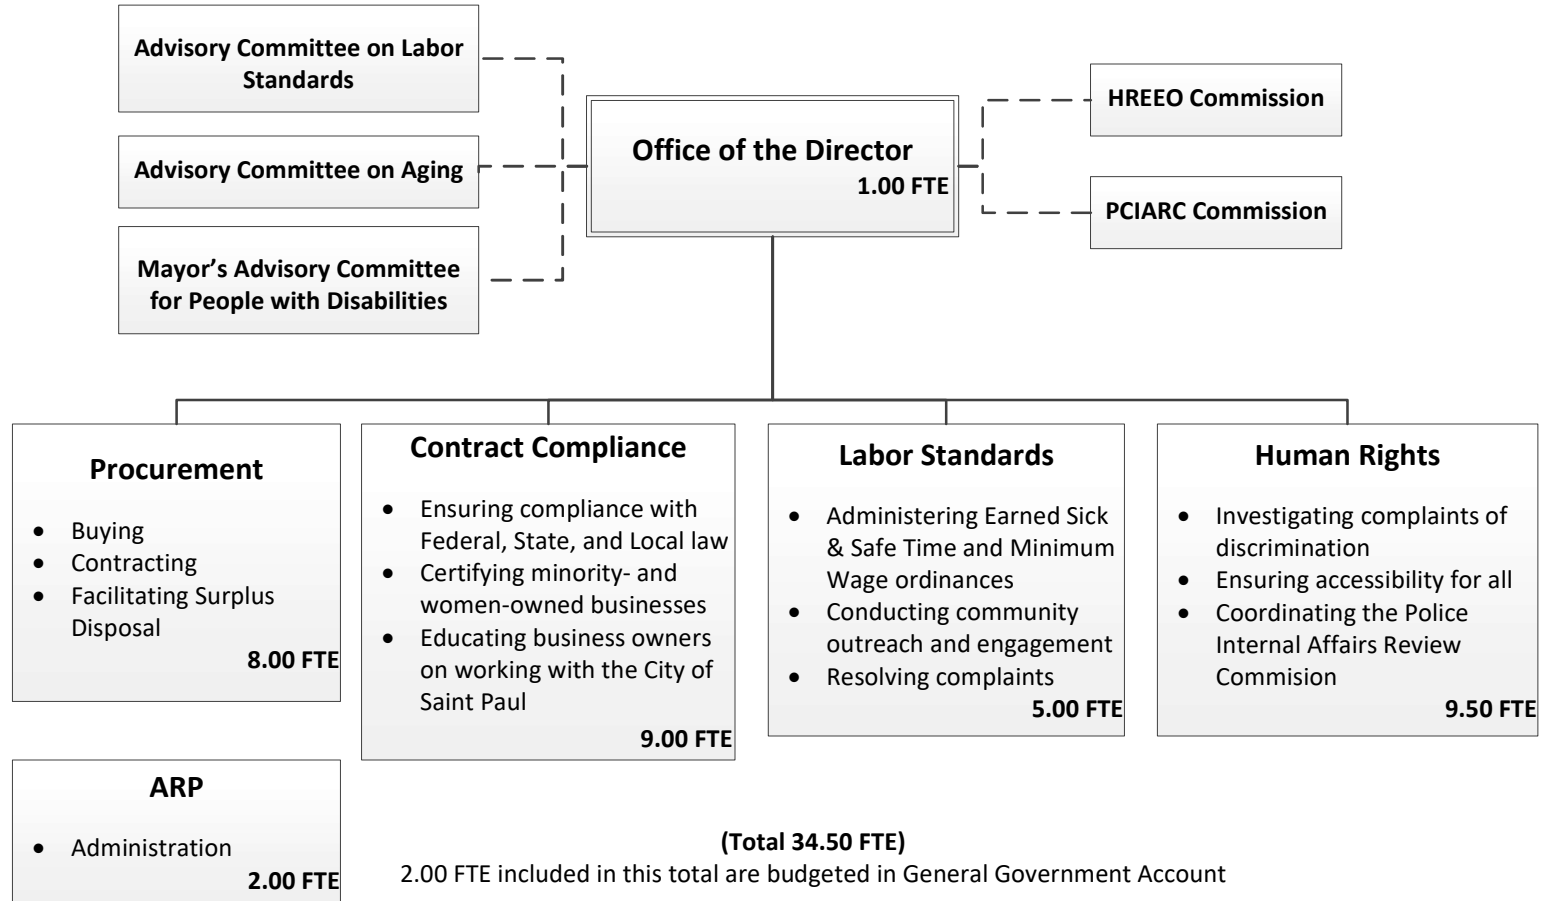 Advisory Committee on Labor
Standards
Advisory Committee on Aging
Mayor’s Advisory Committee
for People with Disabilities
Office of the Director
1.00 FTE
HREEO Commission
PCIARC Commission
Procurement
• Buying
• Contracting
• Facilitating Surplus
Disposal
8.00 FTE
Contract Compliance
• Ensuring compliance with
Federal, State, and Local law
• Certifying minority- and
women-owned businesses
• Educating business owners
on working with the City of
Saint Paul
9.00 FTE
Labor Standards
• Administering Earned Sick
& Safe Time and Minimum
Wage ordinances
• Conducting community
outreach and engagement
• Resolving complaints
5.00 FTE
Human Rights
• Investigating complaints of
discrimination
• Ensuring accessibility for all
• Coordinating the Police
Internal Affairs Review
Commision
9.50 FTE
ARP
• Administration
2.00 FTE
(Total 34.50 FTE)
2.00 FTE included in this total are budgeted in General Government Account